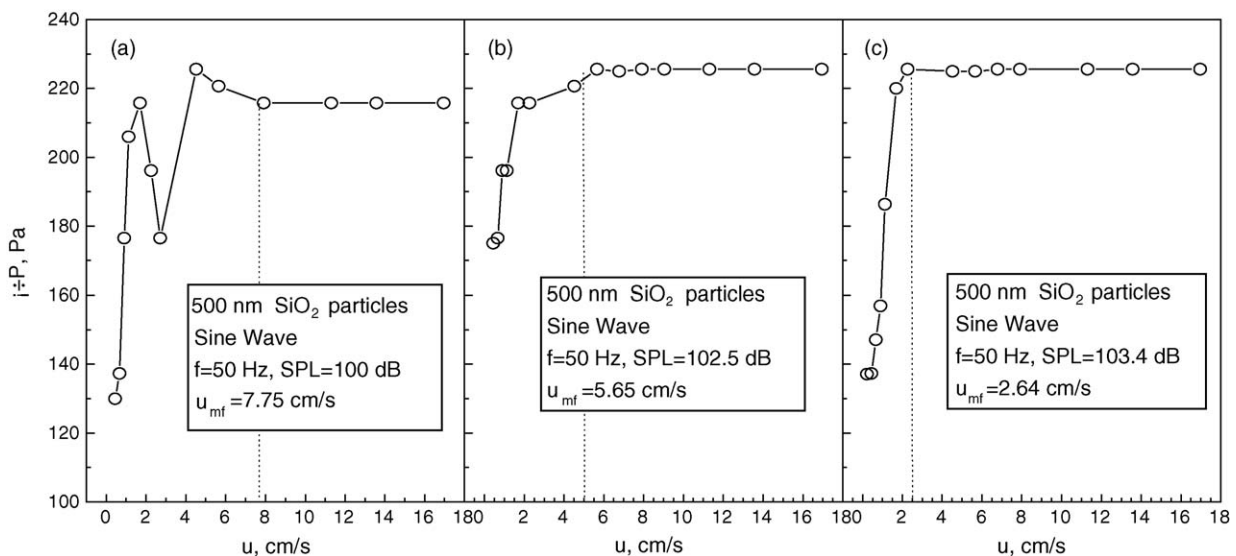 240
220
200
180
160
140
120
100
¡÷P, Pa
(a)
500 nm SiO₂ particles
Sine Wave
f=50 Hz, SPL=100 dB
u_mf =7.75 cm/s
0 2 4 6 8 10 12 14 16 18
u, cm/s
(b)
500 nm SiO₂ particles
Sine Wave
f=50 Hz, SPL=102.5 dB
u_mf =5.65 cm/s
0 2 4 6 8 10 12 14 16 18
u, cm/s
(c)
500 nm SiO₂ particles
Sine Wave
f=50 Hz, SPL=103.4 dB
u_mf =2.64 cm/s
0 2 4 6 8 10 12 14 16 18
u, cm/s